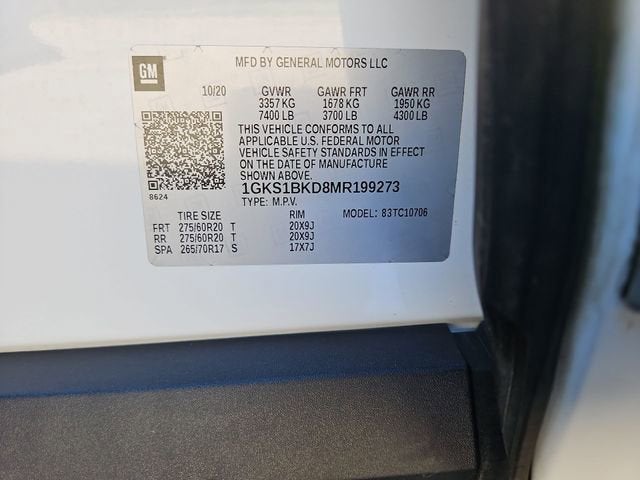 GM
MFD BY GENERAL MOTORS LLC
10/20 GVWR GAWR FRT GAWR RR
3357 KG 1678 KG 1950 KG
7400 LB 3700 LB 4300 LB
THIS VEHICLE CONFORMS TO ALL
APPLICABLE U.S. FEDERAL MOTOR
VEHICLE SAFETY STANDARDS IN EFFECT
ON THE DATE OF MANUFACTURE
SHOWN ABOVE.
8624
1GKS1BKD8MR199273
TYPE: M.P.V.
TIRE SIZE RIM MODEL: 83TC10706
FRT 275/60R20 T 20X9J
RR 275/60R20 T 20X9J
SPA 265/70R17 S 17X7J